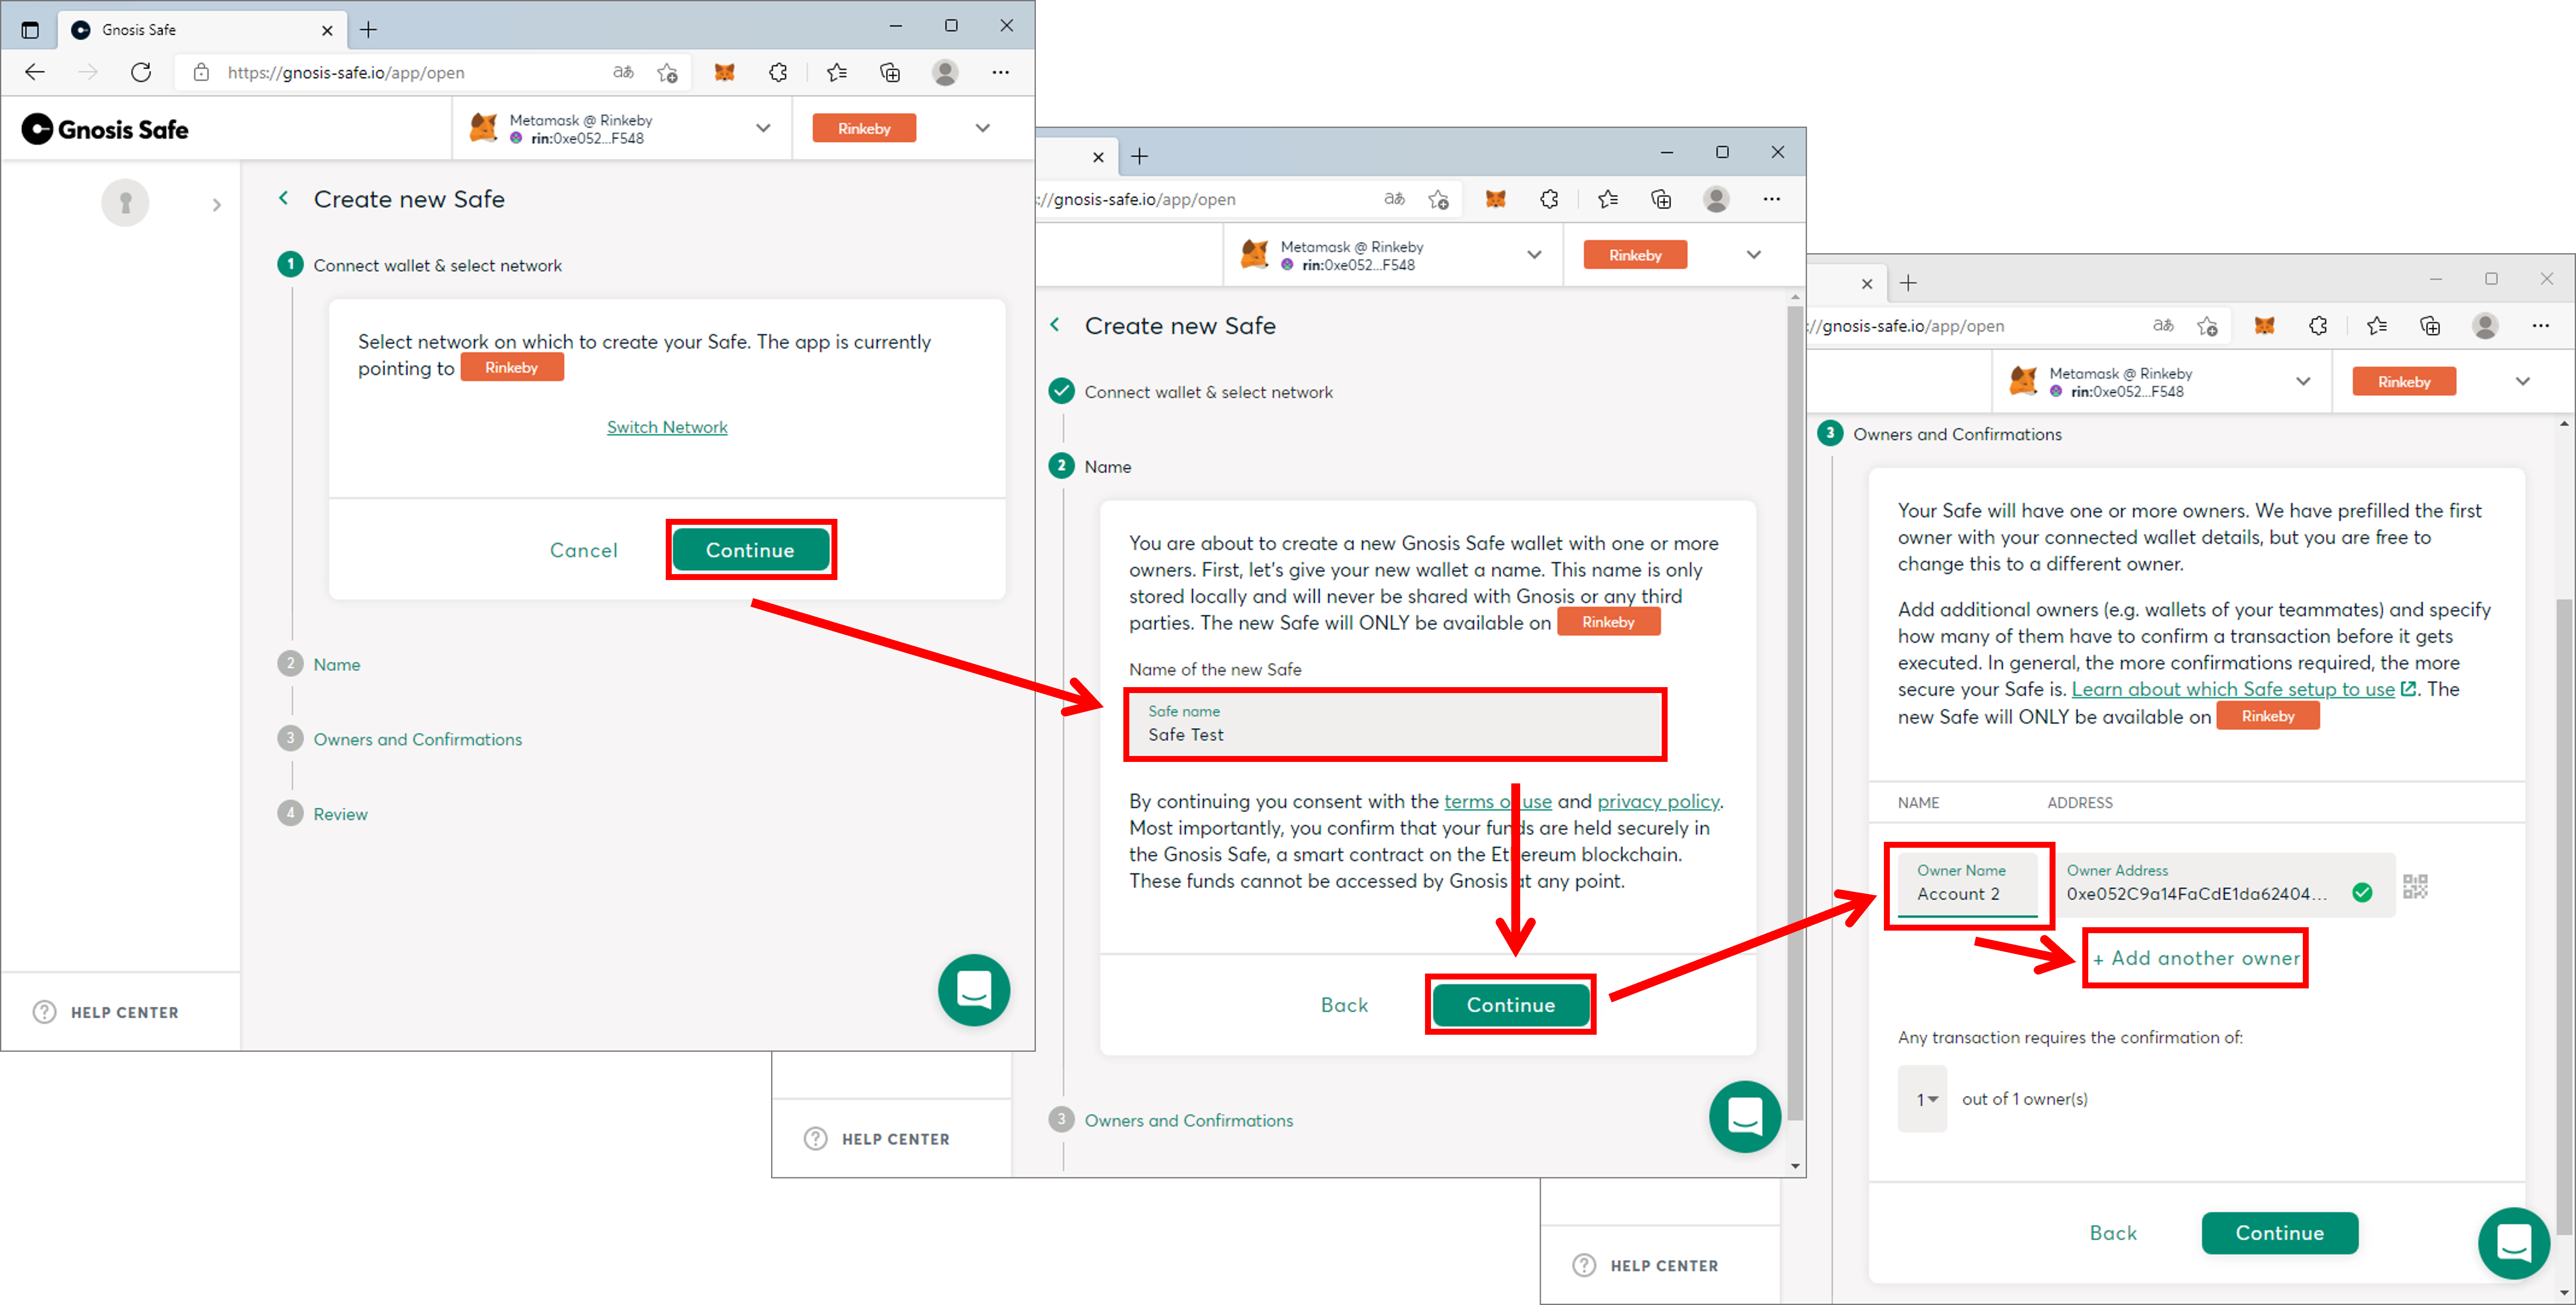 Gnosis Safe
https://gnosis-safe.io/app/open
aあ
Gnosis Safe
Metamask @ Rinkeby
rin:0xe052...F548
Rinkeby
Create new Safe
1 Connect wallet & select network
Select network on which to create your Safe. The app is currently
pointing to Rinkeby
Switch Network
Cancel
Continue
2 Name
3 Owners and Confirmations
4 Review
HELP CENTER
://gnosis-safe.io/app/open
aあ
Metamask @ Rinkeby
rin:0xe052...F548
Rinkeby
Create new Safe
Connect wallet & select network
2 Name
You are about to create a new Gnosis Safe wallet with one or more
owners. First, let's give your new wallet a name. This name is only
stored locally and will never be shared with Gnosis or any third
parties. The new Safe will ONLY be available on Rinkeby
Name of the new Safe
Safe name
Safe Test
By continuing you consent with the terms of use and privacy policy.
Most importantly, you confirm that your funds are held securely in
the Gnosis Safe, a smart contract on the Ethereum blockchain.
These funds cannot be accessed by Gnosis at any point.
Back
Continue
3 Owners and Confirmations
HELP CENTER
://gnosis-safe.io/app/open
aあ
Metamask @ Rinkeby
rin:0xe052...F548
Rinkeby
3 Owners and Confirmations
Your Safe will have one or more owners. We have prefilled the first
owner with your connected wallet details, but you are free to
change this to a different owner.
Add additional owners (e.g. wallets of your teammates) and specify
how many of them have to confirm a transaction before it gets
executed. In general, the more confirmations required, the more
secure your Safe is. Learn about which Safe setup to use. The
new Safe will ONLY be available on Rinkeby
NAME ADDRESS
Owner Name
Account 2
Owner Address
0xe052C9a14FaCdE1da62404...
+ Add another owner
Any transaction requires the confirmation of:
1 out of 1 owner(s)
Back
Continue
HELP CENTER